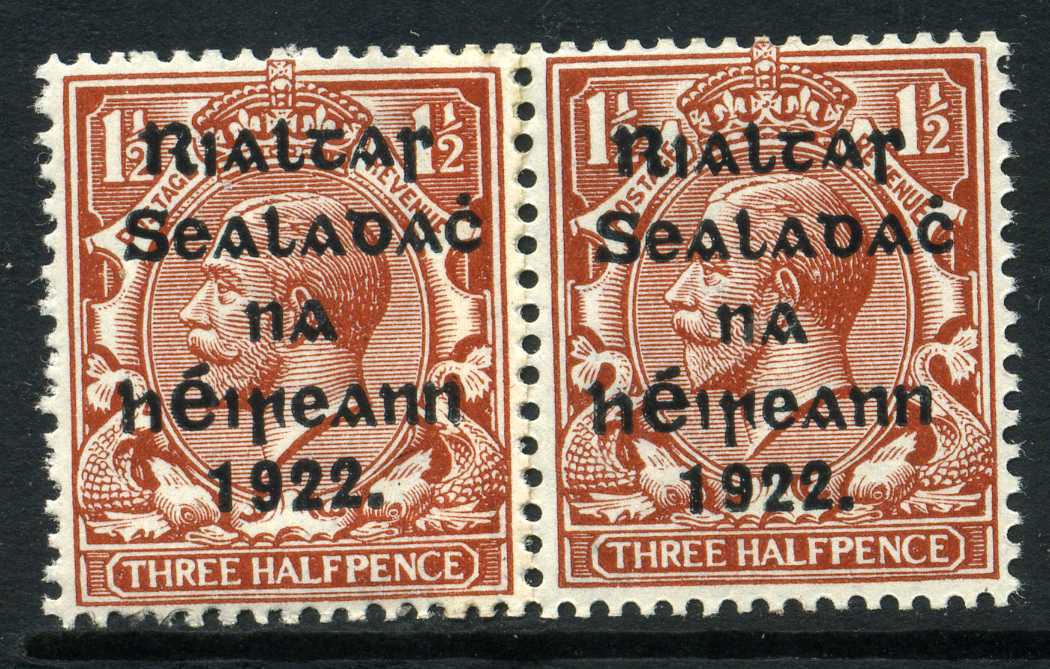 1½ 1½
REVENUE
Rialtas
Sealadaċ
na
hÉireann
1922.
THREE HALFPENCE
1½ 1½
Rialtas
Sealadaċ
na
hÉireann
1922.
THREE HALFPENCE